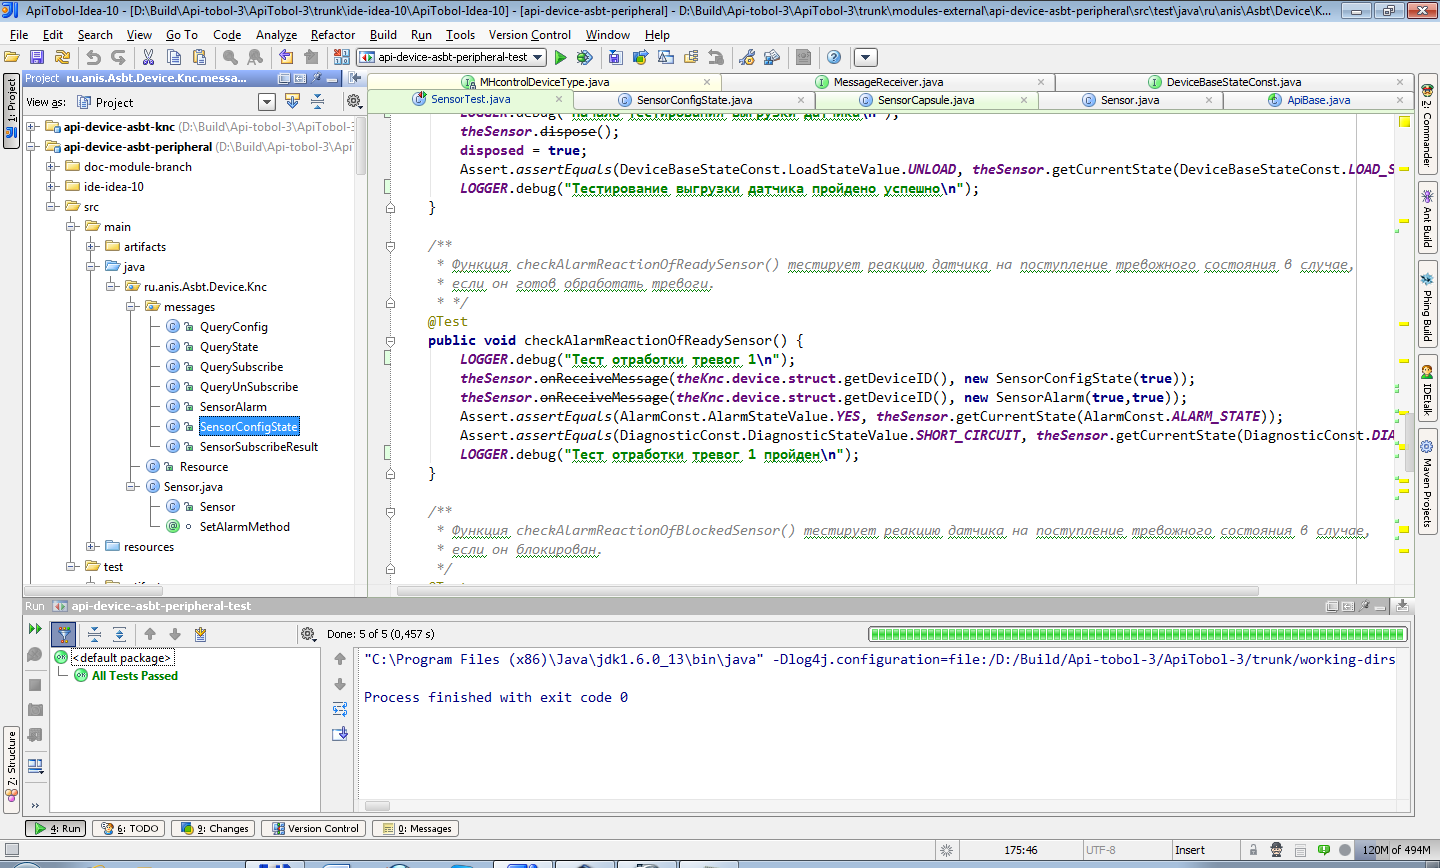 ApiTobol-Idea-10 - [D:\Build\Api-tobol-3\ApiTobol-3\trunk\ide-idea-10\ApiTobol-Idea-10] - [api-device-asbt-peripheral] - D:\Build\Api-tobol-3\ApiTobol-3\trunk\modules-external\api-device-asbt-peripheral\src\test\java\ru\anis\Asbt\Device\K...
File Edit Search View Go To Code Analyze Refactor Build Run Tools Version Control Window Help
api-device-asbt-peripheral-test
Project ru.anis.Asbt.Device.Knc.messa...
View as: Project
1: Project
api-device-asbt-knc (D:\Build\Api-tobol-3\ApiTobol-3
api-device-asbt-peripheral (D:\Build\Api-tobol-3\ApiTo
doc-module-branch
ide-idea-10
src
main
artifacts
java
ru.anis.Asbt.Device.Knc
messages
QueryConfig
QueryState
QuerySubscribe
QueryUnSubscribe
SensorAlarm
SensorConfigState
SensorSubscribeResult
Resource
Sensor.java
Sensor
SetAlarmMethod
resources
test
MHcontrolDeviceType.java MessageReceiver.java DeviceBaseStateConst.java
SensorTest.java SensorConfigState.java SensorCapsule.java Sensor.java ApiBase.java
LOGGER.debug("Начало тестирования выгрузки датчика\n");
theSensor.dispose();
disposed = true;
Assert.assertEquals(DeviceBaseStateConst.LoadStateValue.UNLOAD, theSensor.getCurrentState(DeviceBaseStateConst.LOAD_S
LOGGER.debug("Тестирование выгрузки датчика пройдено успешно\n");
}
/**
* Функция checkAlarmReactionOfReadySensor() тестирует реакцию датчика на поступление тревожного состояния в случае,
* если он готов обработать тревоги.
* */
@Test
public void checkAlarmReactionOfReadySensor() {
LOGGER.debug("Тест отработки тревог 1\n");
theSensor.onReceiveMessage(theKnc.device.struct.getDeviceID(), new SensorConfigState(true));
theSensor.onReceiveMessage(theKnc.device.struct.getDeviceID(), new SensorAlarm(true,true));
Assert.assertEquals(AlarmConst.AlarmStateValue.YES, theSensor.getCurrentState(AlarmConst.ALARM_STATE));
Assert.assertEquals(DiagnosticConst.DiagnosticStateValue.SHORT_CIRCUIT, theSensor.getCurrentState(DiagnosticConst.DIA
LOGGER.debug("Тест отработки тревог 1 пройден\n");
}
/**
* Функция checkAlarmReactionOfBlockedSensor() тестирует реакцию датчика на поступление тревожного состояния в случае,
* если он блокирован.
*/
@Test
2: Commander
Ant Build
Phing Build
IDEtalk
Maven Projects
Run api-device-asbt-peripheral-test
Done: 5 of 5 (0,457 s)
<default package>
All Tests Passed
"C:\Program Files (x86)\Java\jdk1.6.0_13\bin\java" -Dlog4j.configuration=file:/D:/Build/Api-tobol-3/ApiTobol-3/trunk/working-dirs
Process finished with exit code 0
7: Structure
4: Run 6: TODO 9: Changes Version Control 0: Messages
175:46 UTF-8 Insert 120M of 494M